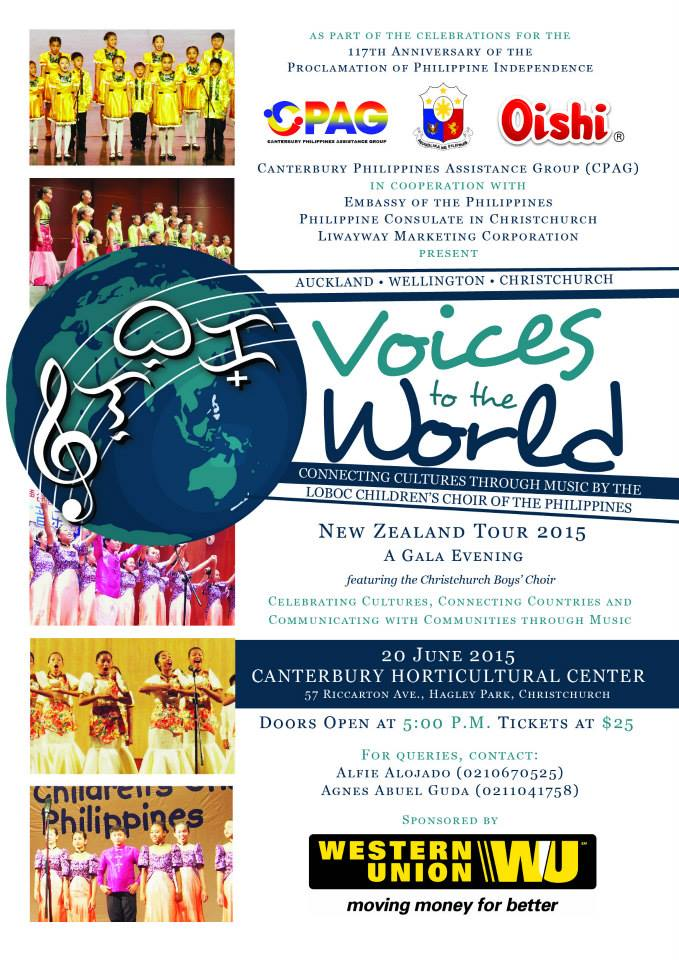 AS PART OF THE CELEBRATIONS FOR THE
117TH ANNIVERSARY OF THE
PROCLAMATION OF PHILIPPINE INDEPENDENCE
CPAG
CANTERBURY PHILIPPINES ASSISTANCE GROUP
REPUBLIKA NG PILIPINAS
Oishi ®
CANTERBURY PHILIPPINES ASSISTANCE GROUP (CPAG)
IN COOPERATION WITH
EMBASSY OF THE PHILIPPINES
PHILIPPINE CONSULATE IN CHRISTCHURCH
LIWAYWAY MARKETING CORPORATION
PRESENT
AUCKLAND • WELLINGTON • CHRISTCHURCH
Voices
to the
World
CONNECTING CULTURES THROUGH MUSIC BY THE
LOBOC CHILDREN'S CHOIR OF THE PHILIPPINES
NEW ZEALAND TOUR 2015
A GALA EVENING
featuring the Christchurch Boys' Choir
CELEBRATING CULTURES, CONNECTING COUNTRIES AND
COMMUNICATING WITH COMMUNITIES THROUGH MUSIC
20 JUNE 2015
CANTERBURY HORTICULTURAL CENTER
57 RICCARTON AVE., HAGLEY PARK, CHRISTCHURCH
DOORS OPEN AT 5:00 P.M. TICKETS AT $25
FOR QUERIES, CONTACT:
ALFIE ALOJADO (0210670525)
AGNES ABUEL GUDA (0211041758)
Children's Ch
Philippines
SPONSORED BY
WESTERN
UNION WU SM
moving money for better